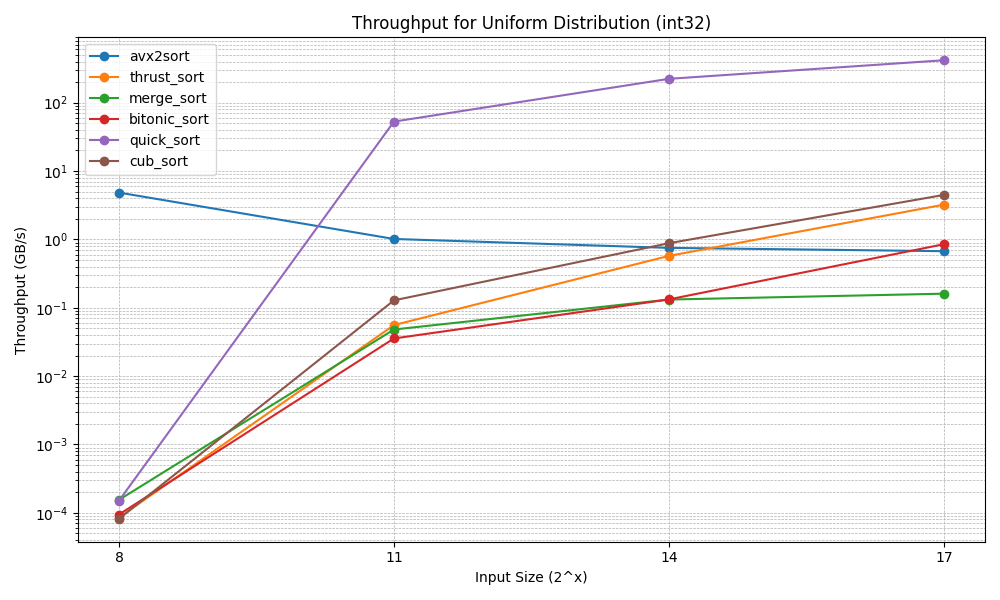 Throughput for Uniform Distribution (int32)
avx2sort
thrust_sort
merge_sort
bitonic_sort
quick_sort
cub_sort
Throughput (GB/s)
10^2
10^1
10^0
10^−1
10^−2
10^−3
10^−4
8 11 14 17
Input Size (2^x)